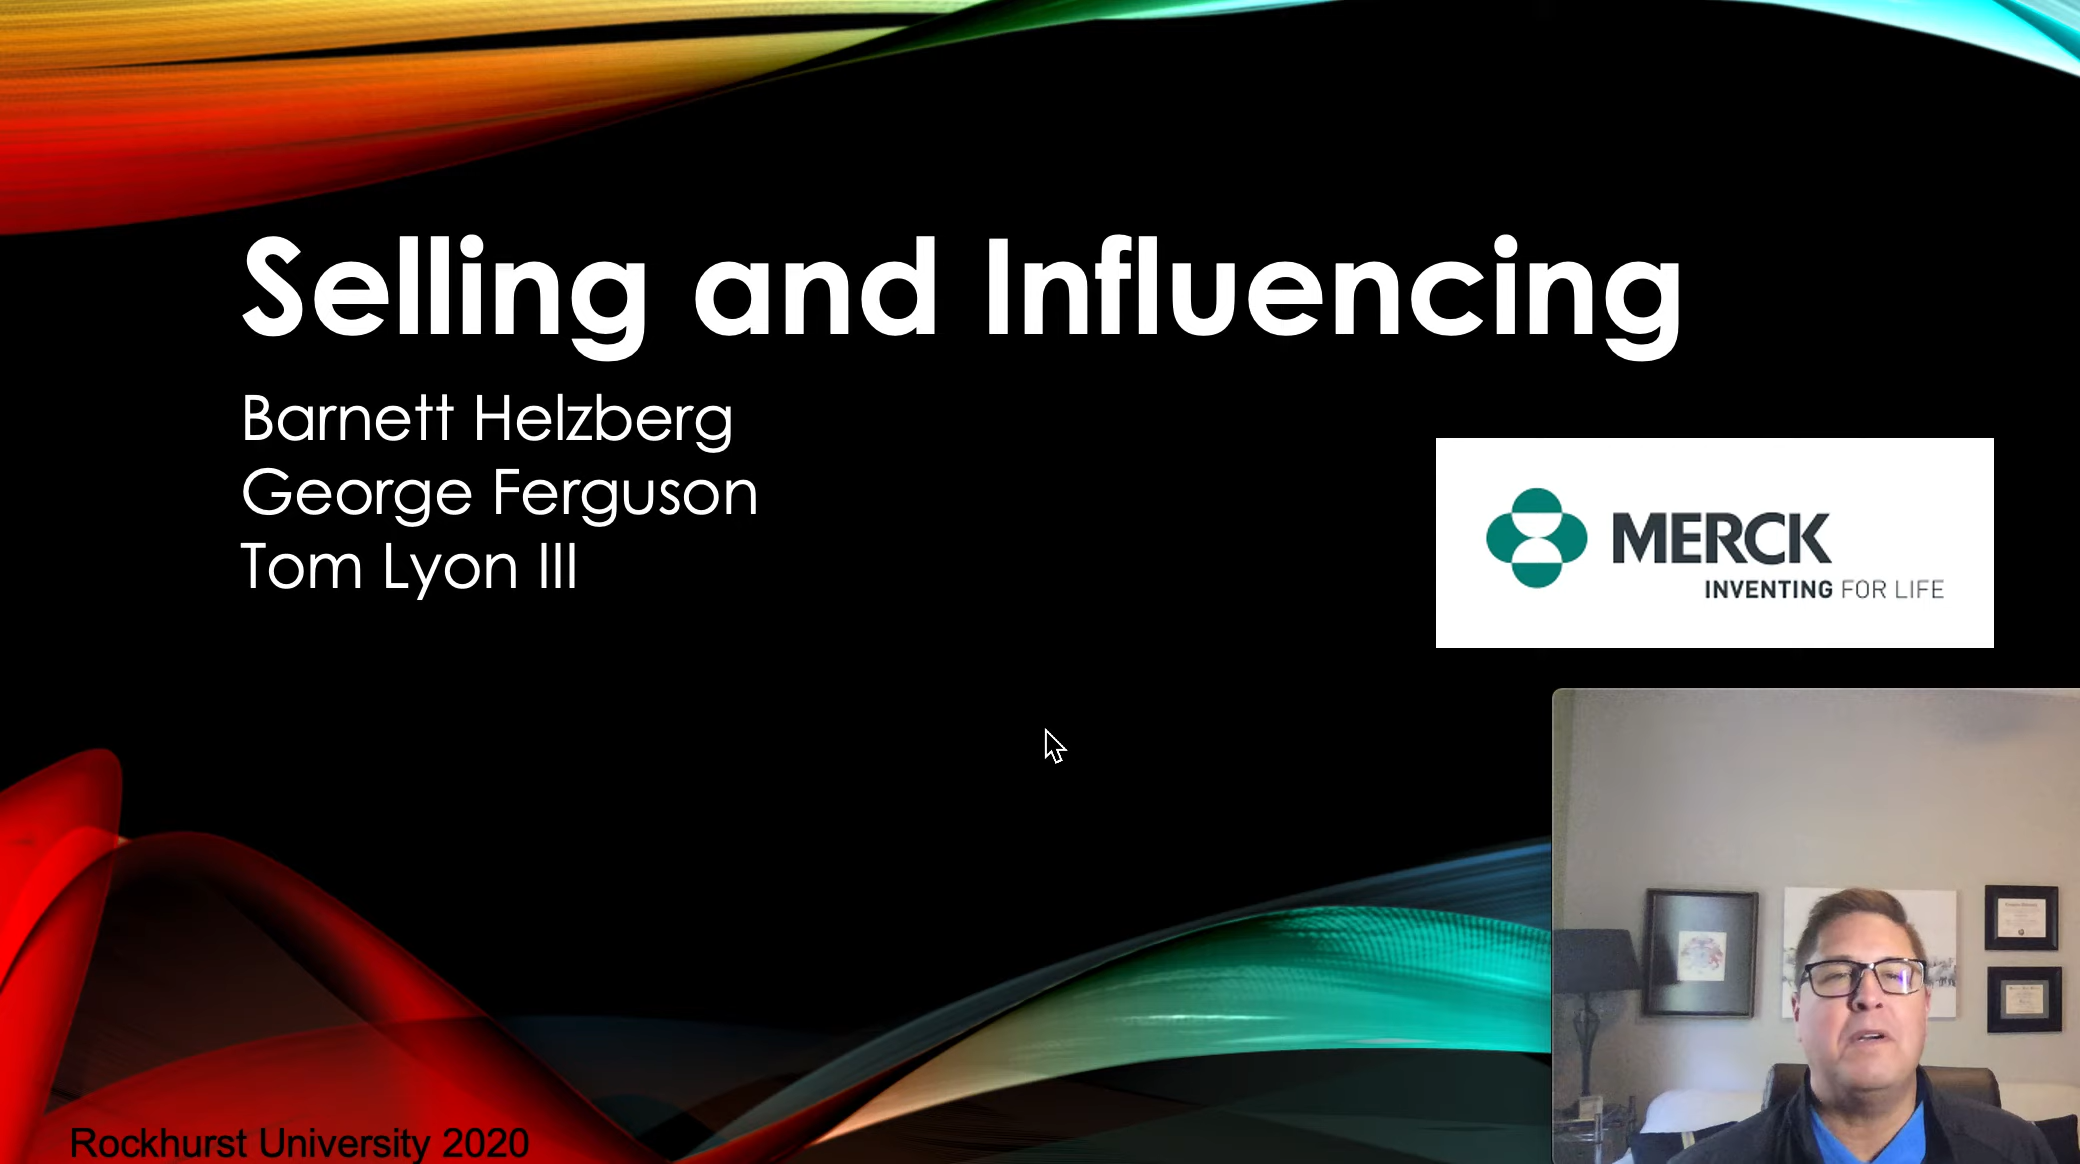 Selling and Influencing
Barnett Helzberg
George Ferguson
Tom Lyon III
MERCK
INVENTING FOR LIFE
Rockhurst University 2020